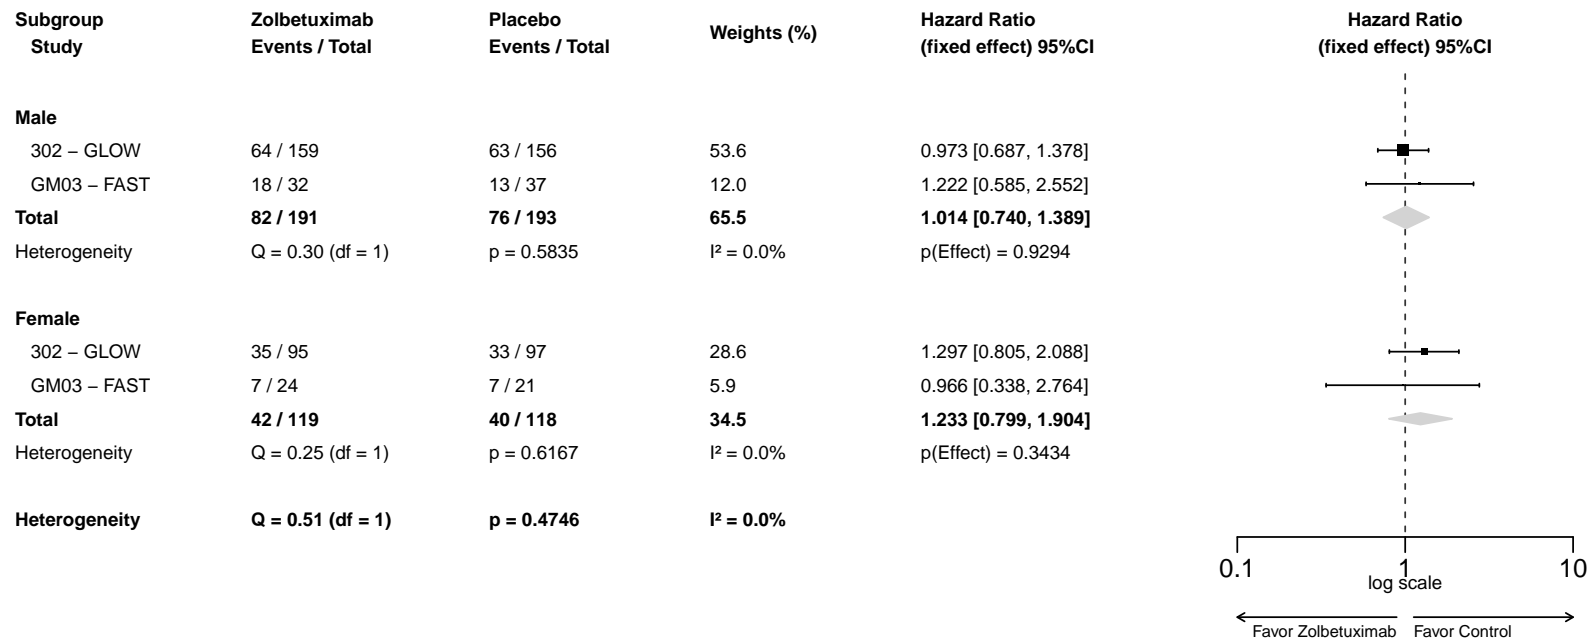 Subgroup Zolbetuximab Placebo Weights (%) Hazard Ratio Hazard Ratio
Study Events / Total Events / Total (fixed effect) 95%CI (fixed effect) 95%CI
Male
302 − GLOW 64 / 159 63 / 156 53.6 0.973 [0.687, 1.378]
GM03 − FAST 18 / 32 13 / 37 12.0 1.222 [0.585, 2.552]
Total 82 / 191 76 / 193 65.5 1.014 [0.740, 1.389]
Heterogeneity Q = 0.30 (df = 1) p = 0.5835 I² = 0.0% p(Effect) = 0.9294
Female
302 − GLOW 35 / 95 33 / 97 28.6 1.297 [0.805, 2.088]
GM03 − FAST 7 / 24 7 / 21 5.9 0.966 [0.338, 2.764]
Total 42 / 119 40 / 118 34.5 1.233 [0.799, 1.904]
Heterogeneity Q = 0.25 (df = 1) p = 0.6167 I² = 0.0% p(Effect) = 0.3434
Heterogeneity Q = 0.51 (df = 1) p = 0.4746 I² = 0.0%
0.1 1 10
log scale
Favor Zolbetuximab Favor Control